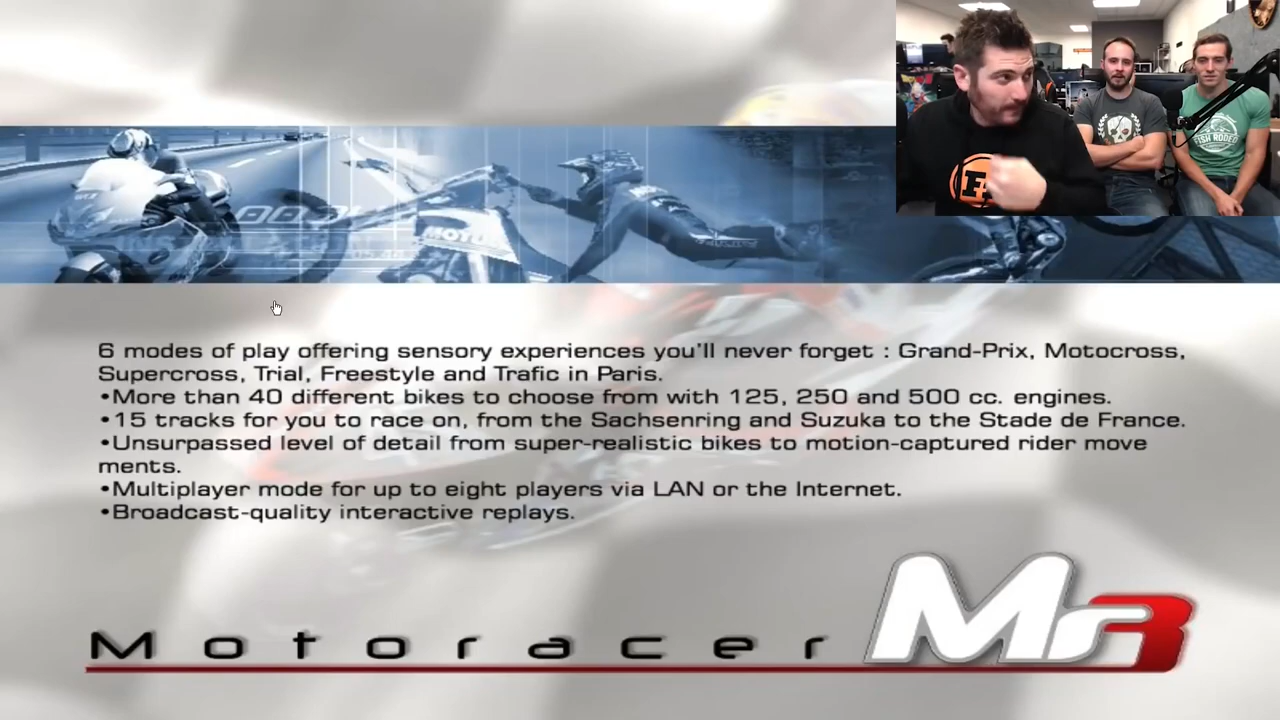 FISH RODEO
MOTUL
6 modes of play offering sensory experiences you'll never forget : Grand-Prix, Motocross,
Supercross, Trial, Freestyle and Trafic in Paris.
•More than 40 different bikes to choose from with 125, 250 and 500 cc. engines.
•15 tracks for you to race on, from the Sachsenring and Suzuka to the Stade de France.
•Unsurpassed level of detail from super-realistic bikes to motion-captured rider move
ments.
•Multiplayer mode for up to eight players via LAN or the Internet.
•Broadcast-quality interactive replays.
Motoracer MR3